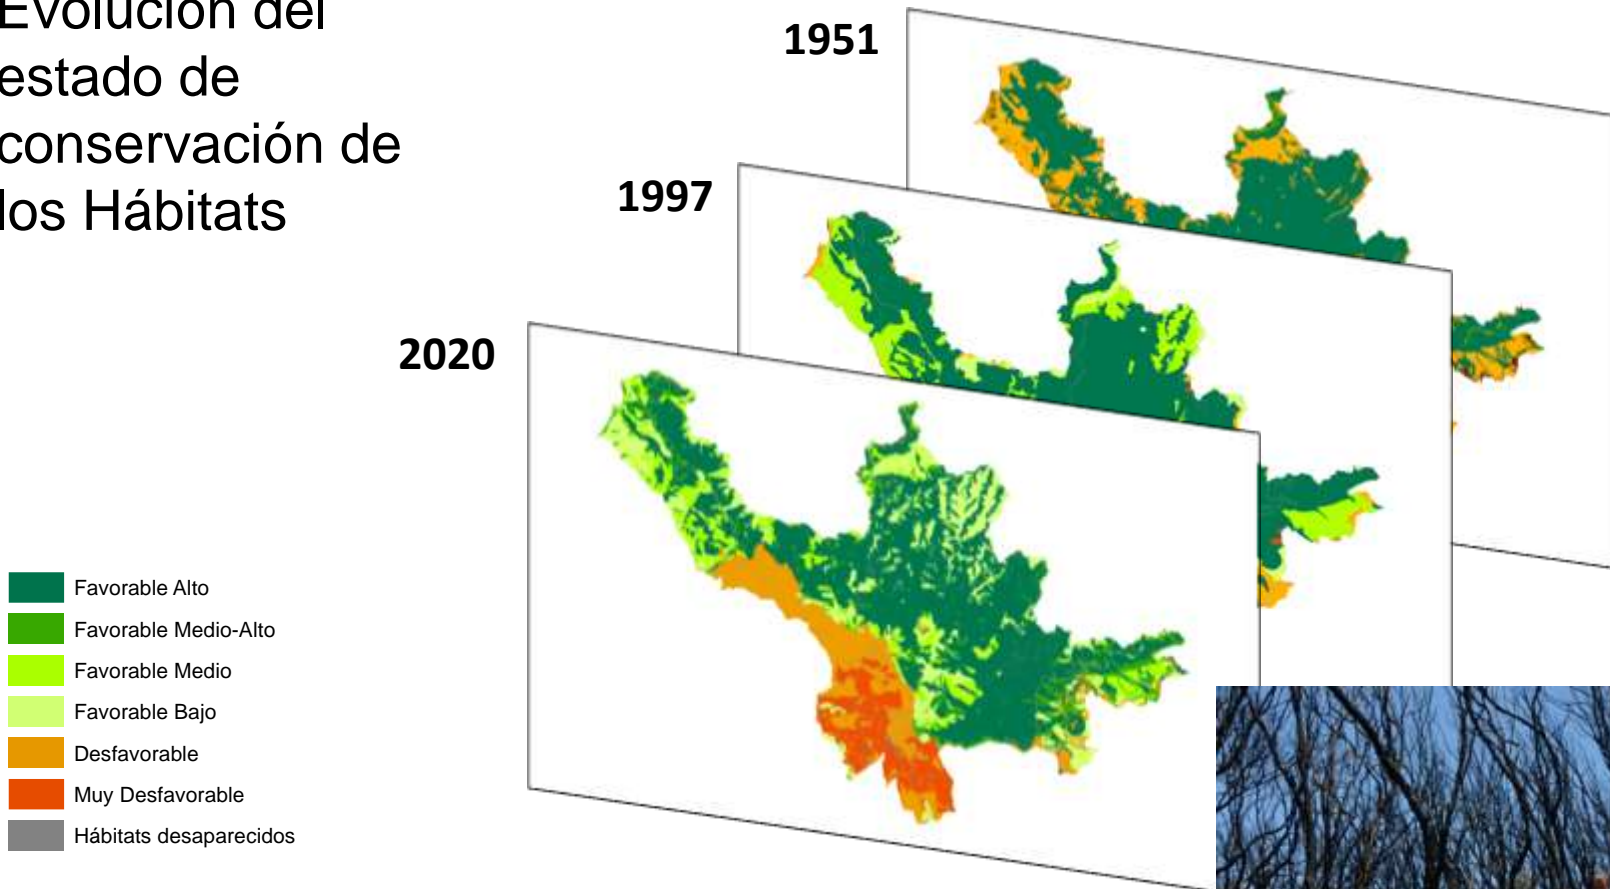 Evolución del
estado de
conservación de
los Hábitats
1951
1997
2020
Favorable Alto
Favorable Medio-Alto
Favorable Medio
Favorable Bajo
Desfavorable
Muy Desfavorable
Hábitats desaparecidos